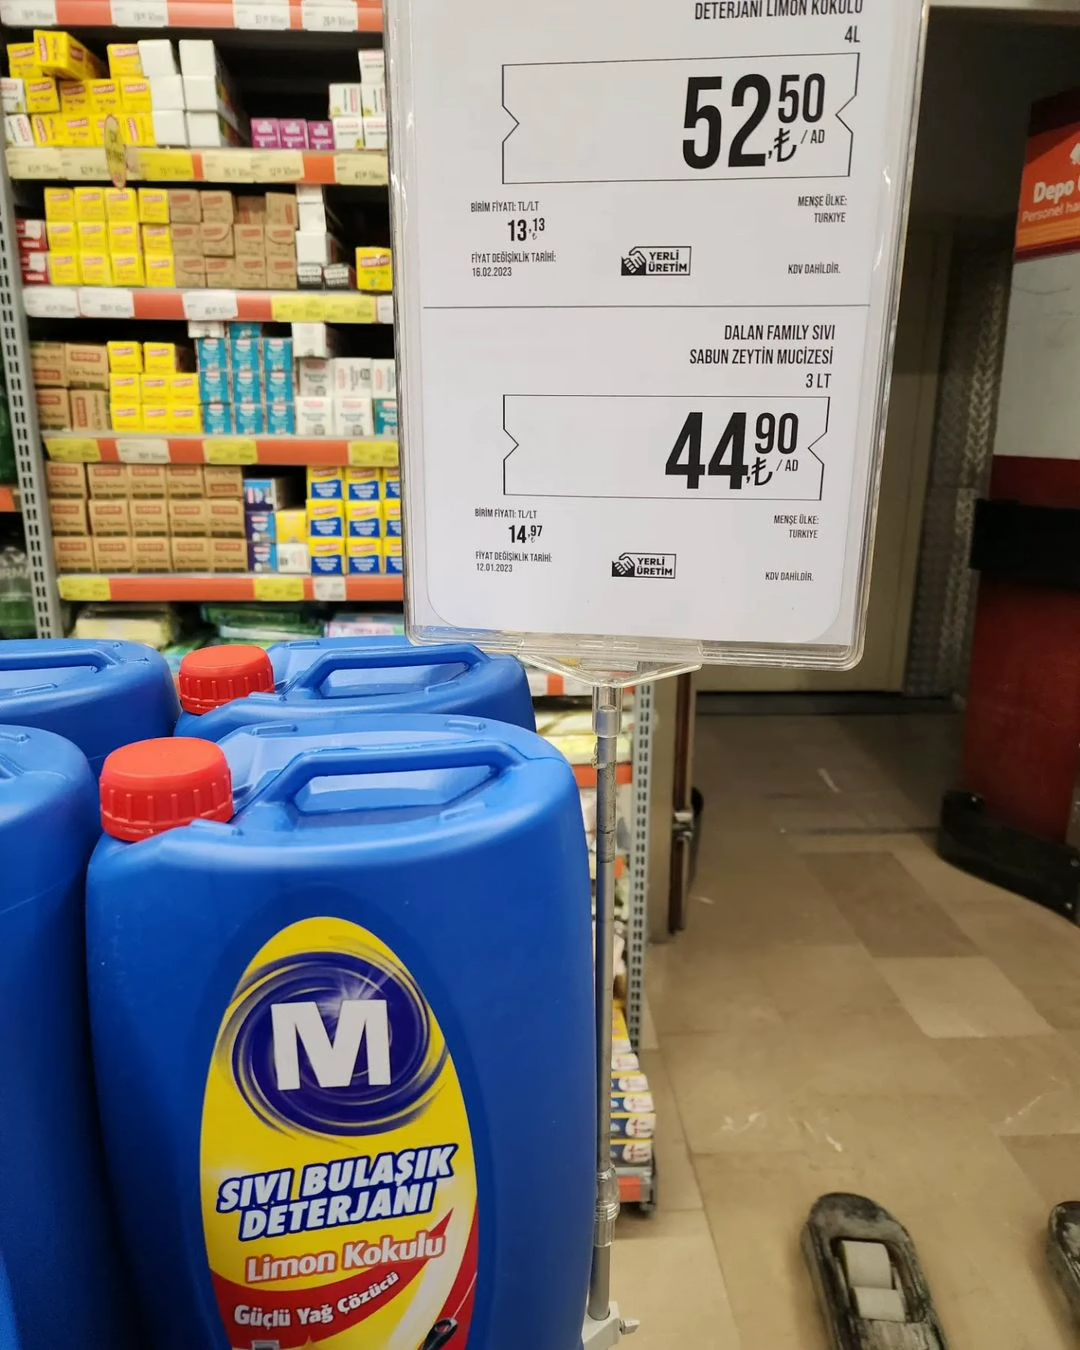 DETERJANI LIMON KOKULU
4L
52,50 ₺ / AD
BİRİM FİYATI: TL/LT
13,13 ₺
FİYAT DEĞİŞİKLİK TARİHİ:
16.02.2023
YERLİ
ÜRETİM
MENŞE ÜLKE:
TURKIYE
KDV DAHİLDİR.
DALAN FAMILY SIVI
SABUN ZEYTİN MUCİZESİ
3 LT
44,90 ₺ / AD
BİRİM FİYATI: TL/LT
14,97 ₺
FİYAT DEĞİŞİKLİK TARİHİ:
12.01.2023
YERLİ
ÜRETİM
MENŞE ÜLKE:
TURKIYE
KDV DAHİLDİR.
Depo
Personel
M
SIVI BULAŞIK
DETERJANI
Limon Kokulu
Güçlü Yağ Çözücü